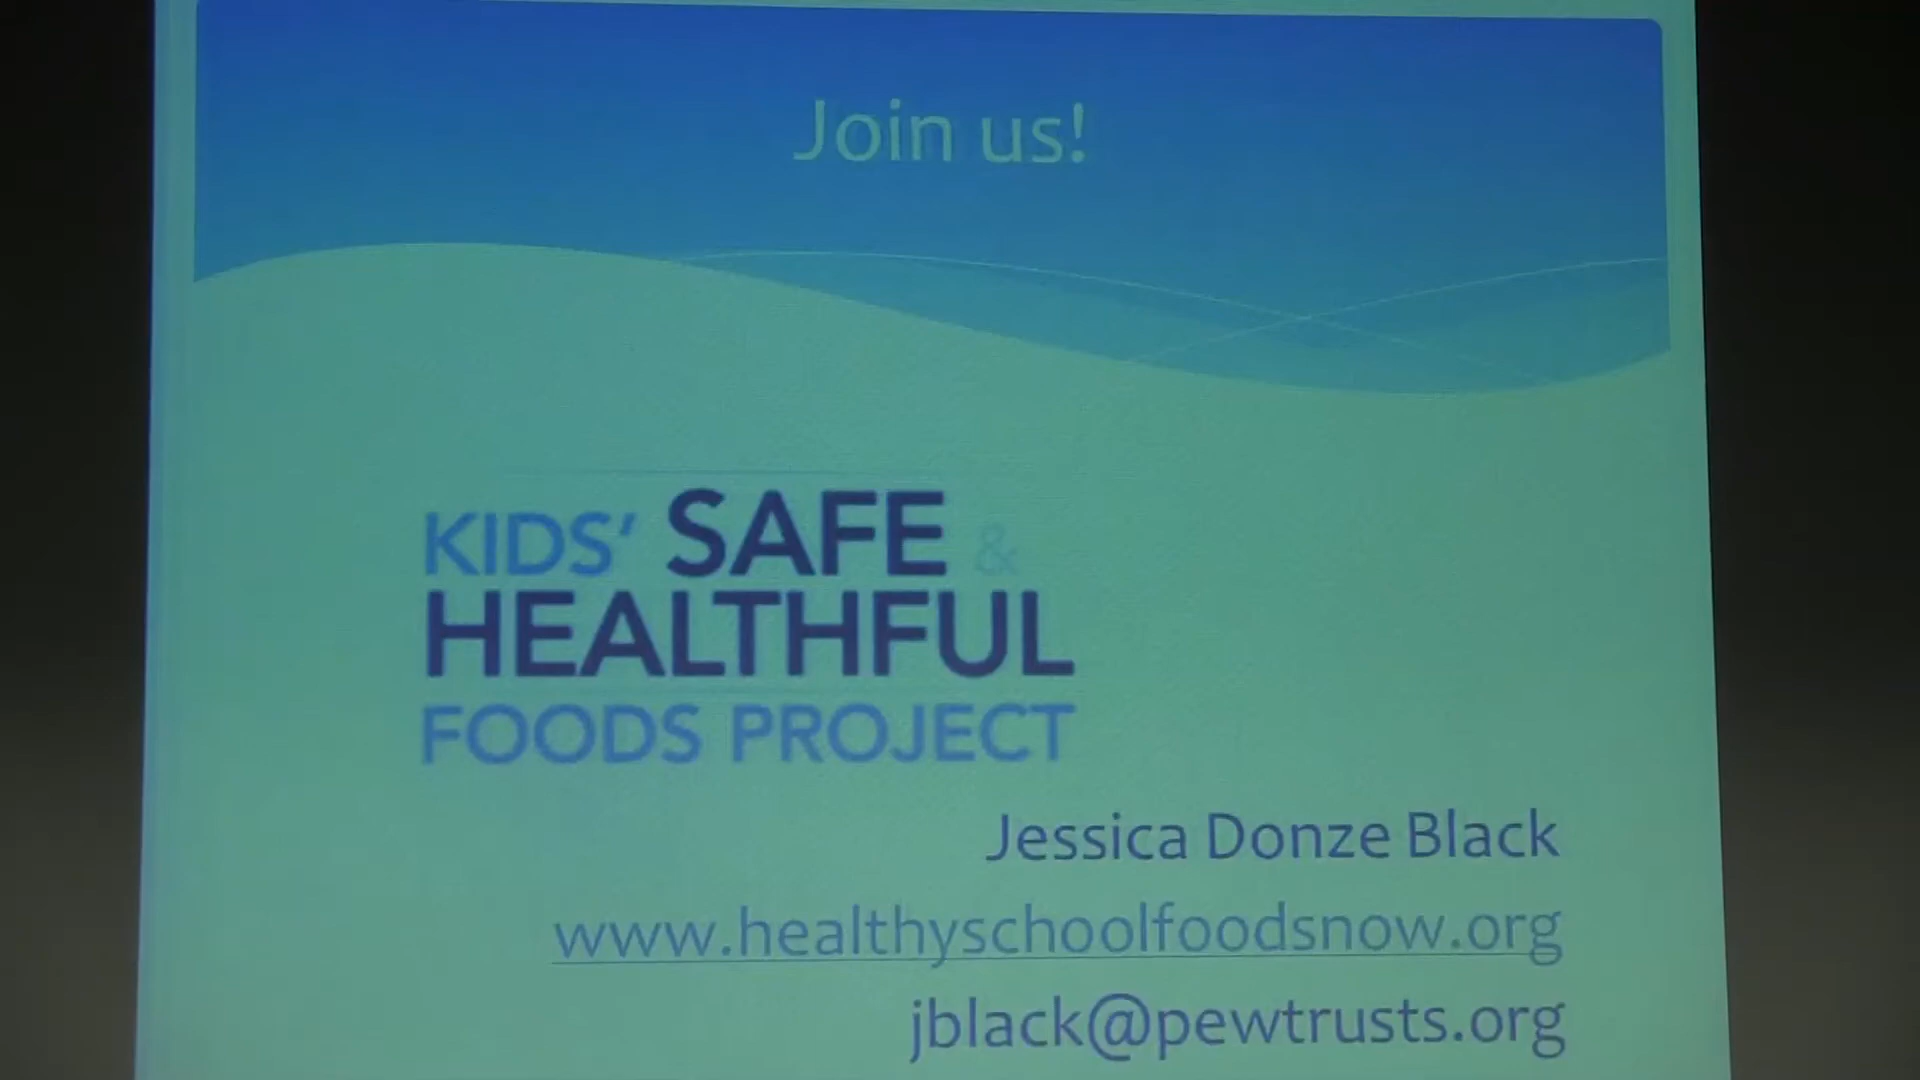 Join us!
KIDS’ SAFE &
HEALTHFUL
FOODS PROJECT
Jessica Donze Black
www.healthyschoolfoodsnow.org
jblack@pewtrusts.org